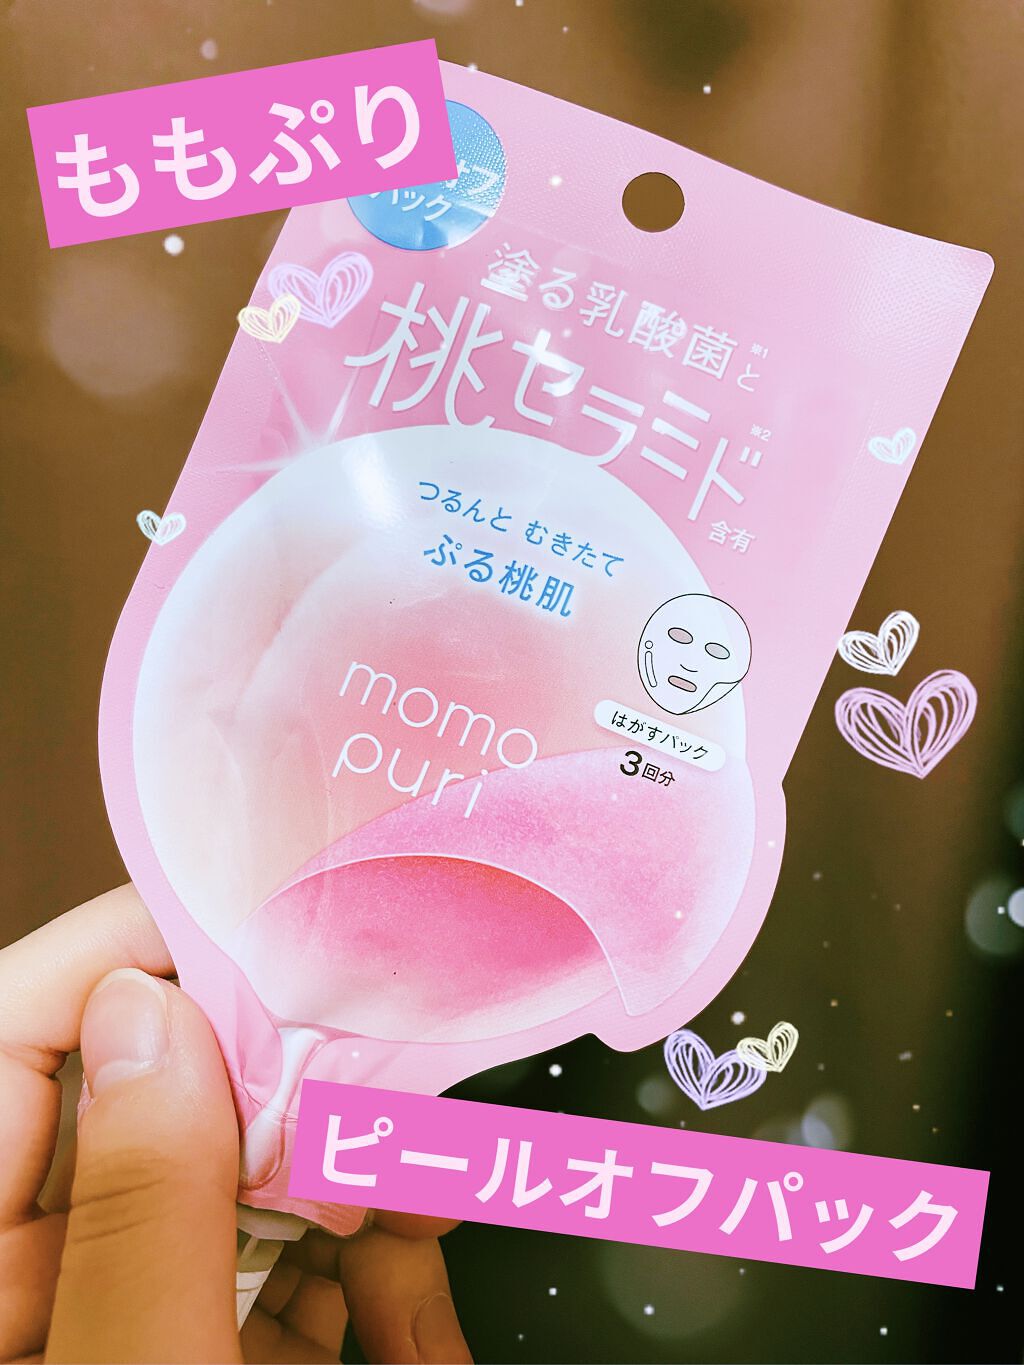 ももぷり
オフ
パック
塗る乳酸菌※1と
桃セラミド※2
含有
つるんと むきたて
ぷる桃肌
momo
puri
はがすパック
3回分
ピールオフパック